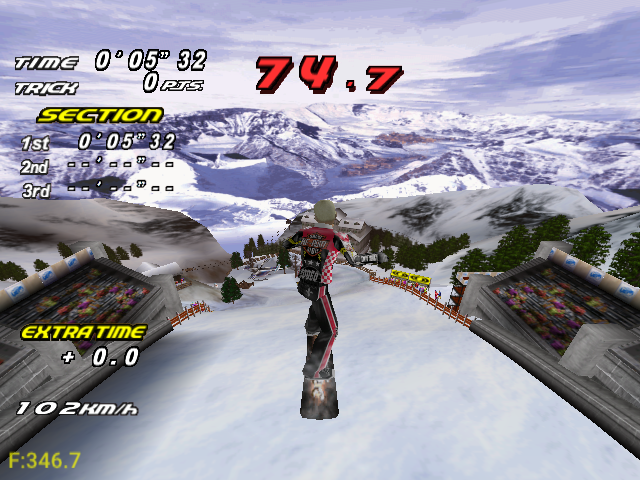 TIME 0'05"32
TRICK 0 PTS.
74.7
SECTION
1st 0'05"32
2nd --'--"--
3rd --'--"--
EXTRA TIME
+ 0.0
102KM/H
F:346.7